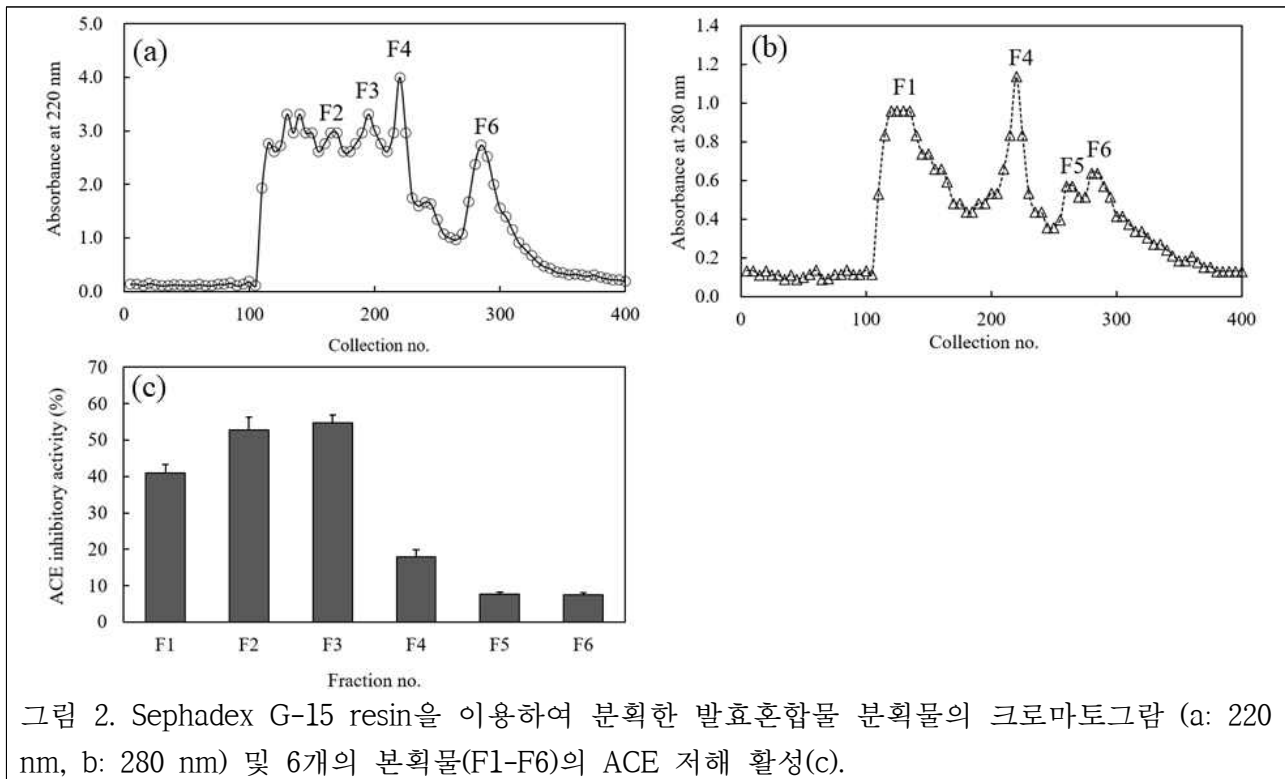 (a)
F4
F3
F2
F6
5.0
4.0
3.0
2.0
1.0
0.0
Absorbance at 220 nm
0 100 200 300 400
Collection no.
(b)
F4
F1
F5
F6
1.4
1.2
1.0
0.8
0.6
0.4
0.2
0.0
Absorbance at 280 nm
0 100 200 300 400
Collection no.
(c)
70
60
50
40
30
20
10
0
ACE inhibitory activity (%)
F1 F2 F3 F4 F5 F6
Fraction no.
그림 2. Sephadex G-15 resin을 이용하여 분획한 발효혼합물 분획물의 크로마토그람 (a: 220
nm, b: 280 nm) 및 6개의 본획물(F1-F6)의 ACE 저해 활성(c).